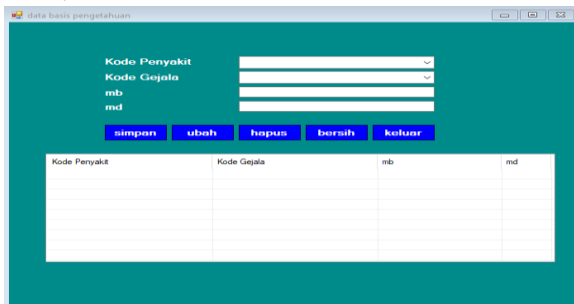 data basis pengetahuan
Kode Penyakit
Kode Gejala
mb
md
simpan ubah hapus bersih keluar
Kode Penyakit Kode Gejala mb md